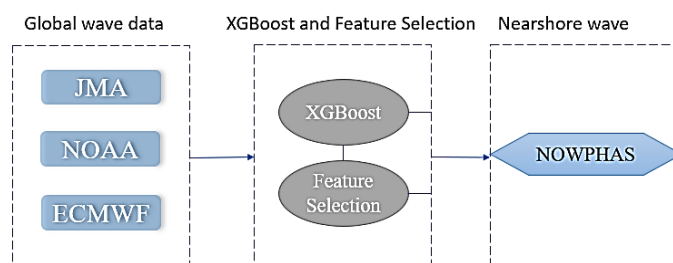 Global wave data
XGBoost and Feature Selection
Nearshore wave
JMA
NOAA
ECMWF
XGBoost
Feature
Selection
NOWPHAS